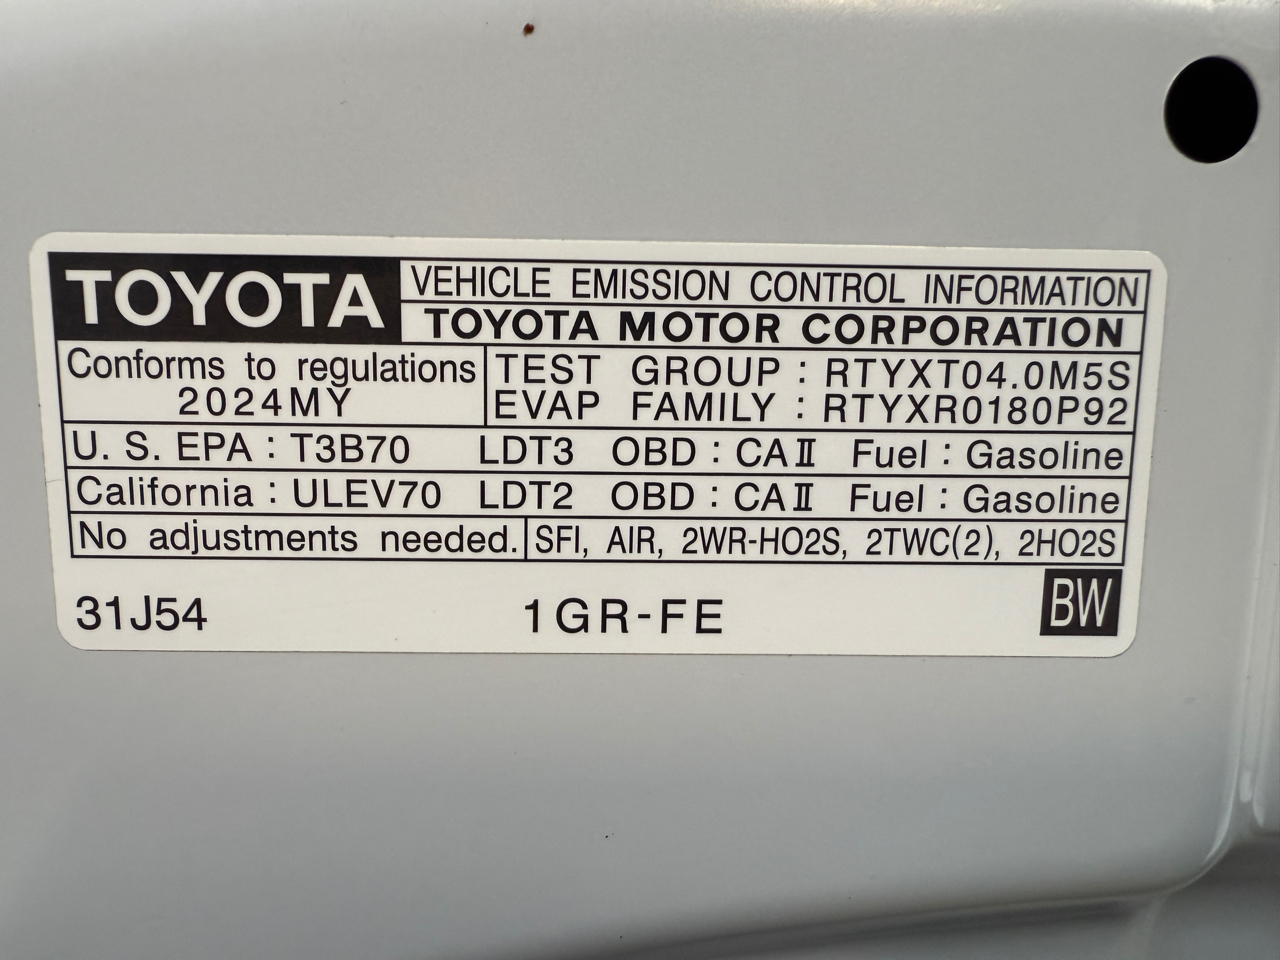 TOYOTA VEHICLE EMISSION CONTROL INFORMATION
TOYOTA MOTOR CORPORATION
Conforms to regulations TEST GROUP : RTYXT04.0M5S
2024MY EVAP FAMILY : RTYXR0180P92
U. S. EPA : T3B70 LDT3 OBD : CAⅡ Fuel : Gasoline
California : ULEV70 LDT2 OBD : CAⅡ Fuel : Gasoline
No adjustments needed. SFI, AIR, 2WR-HO2S, 2TWC(2), 2HO2S
31J54 1GR-FE BW